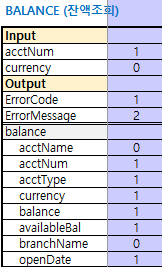 BALANCE (잔액조회)
Input
acctNum 1
currency 0
Output
ErrorCode 1
ErrorMessage 2
balance
acctName 0
acctNum 1
acctType 1
currency 1
balance 1
availableBal 1
branchName 0
openDate 1